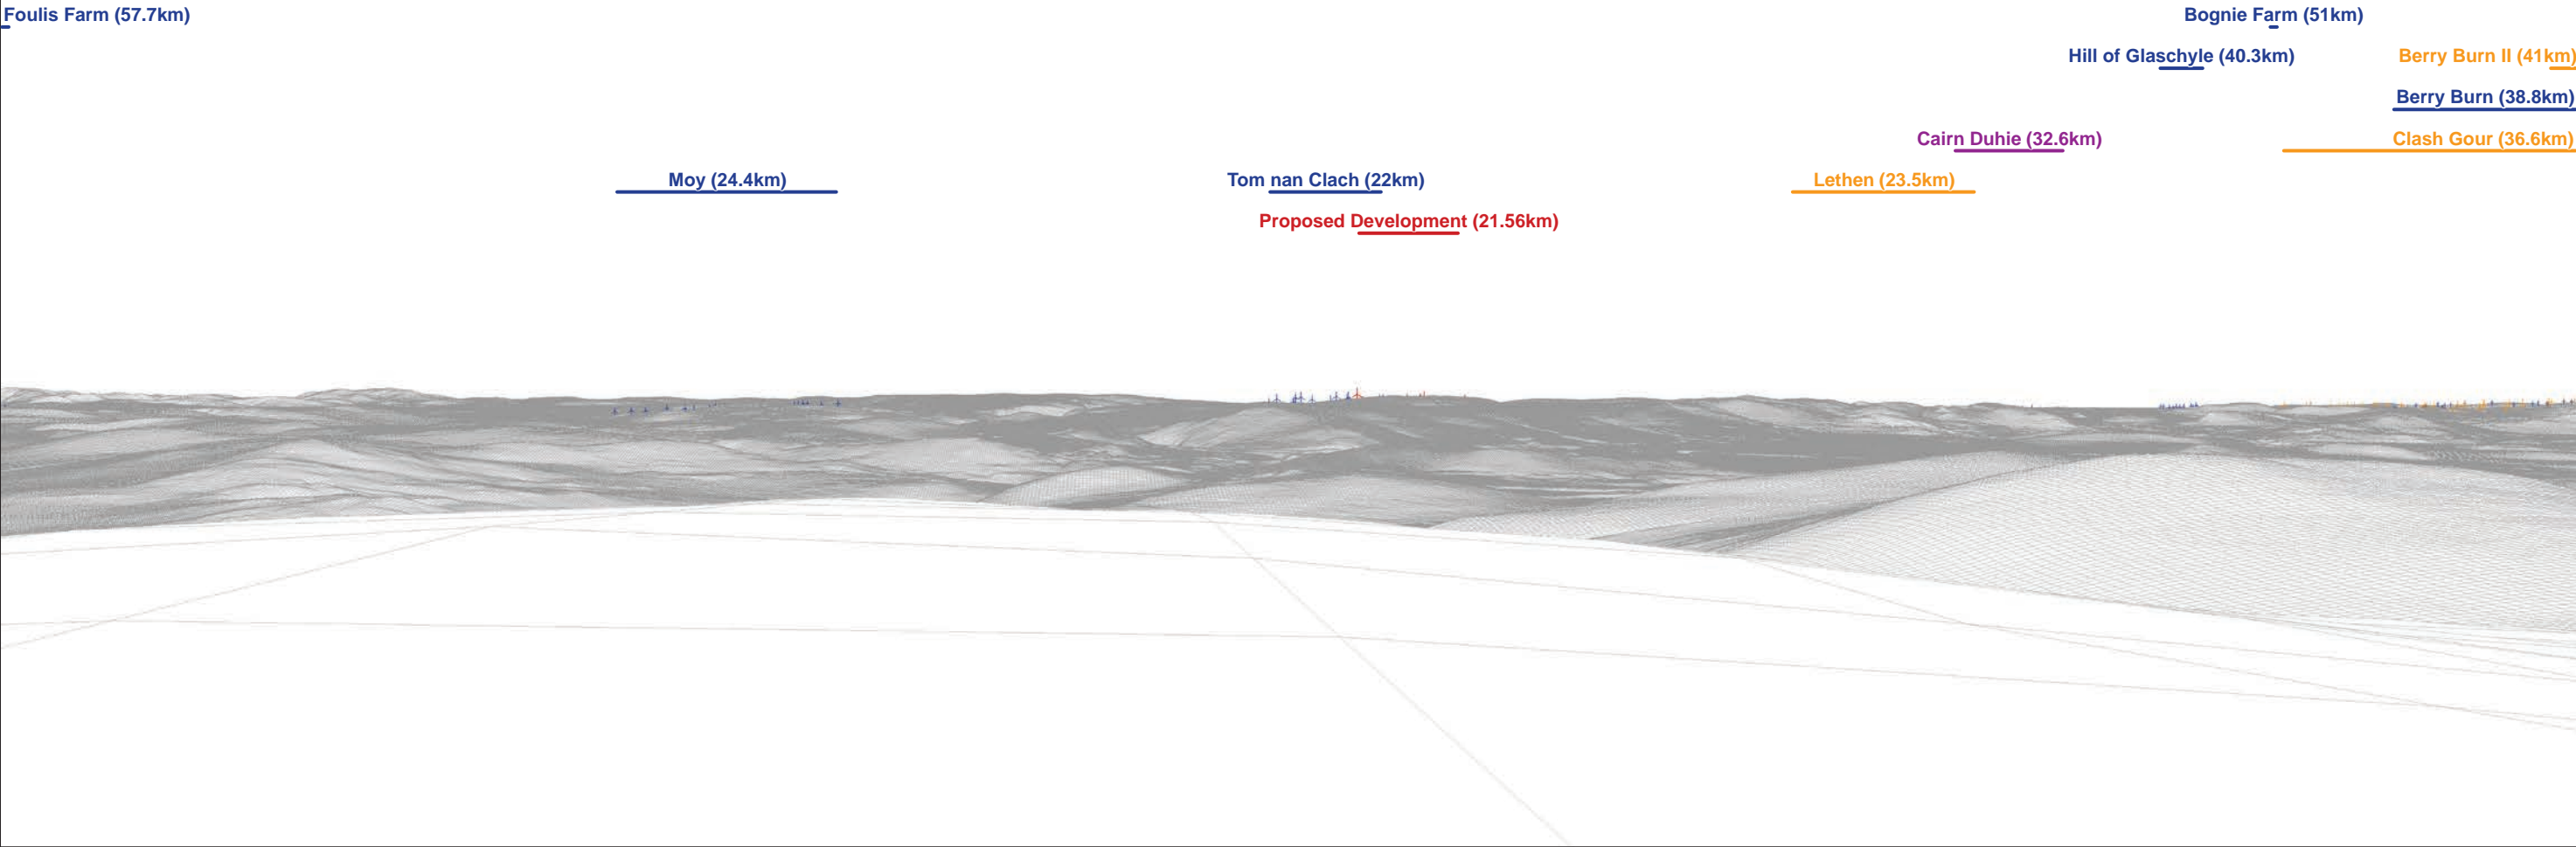 Foulis Farm (57.7km)
Bognie Farm (51km)
Hill of Glaschyle (40.3km)
Berry Burn II (41km)
Berry Burn (38.8km)
Cairn Duhie (32.6km)
Clash Gour (36.6km)
Moy (24.4km)
Tom nan Clach (22km)
Lethen (23.5km)
Proposed Development (21.56km)